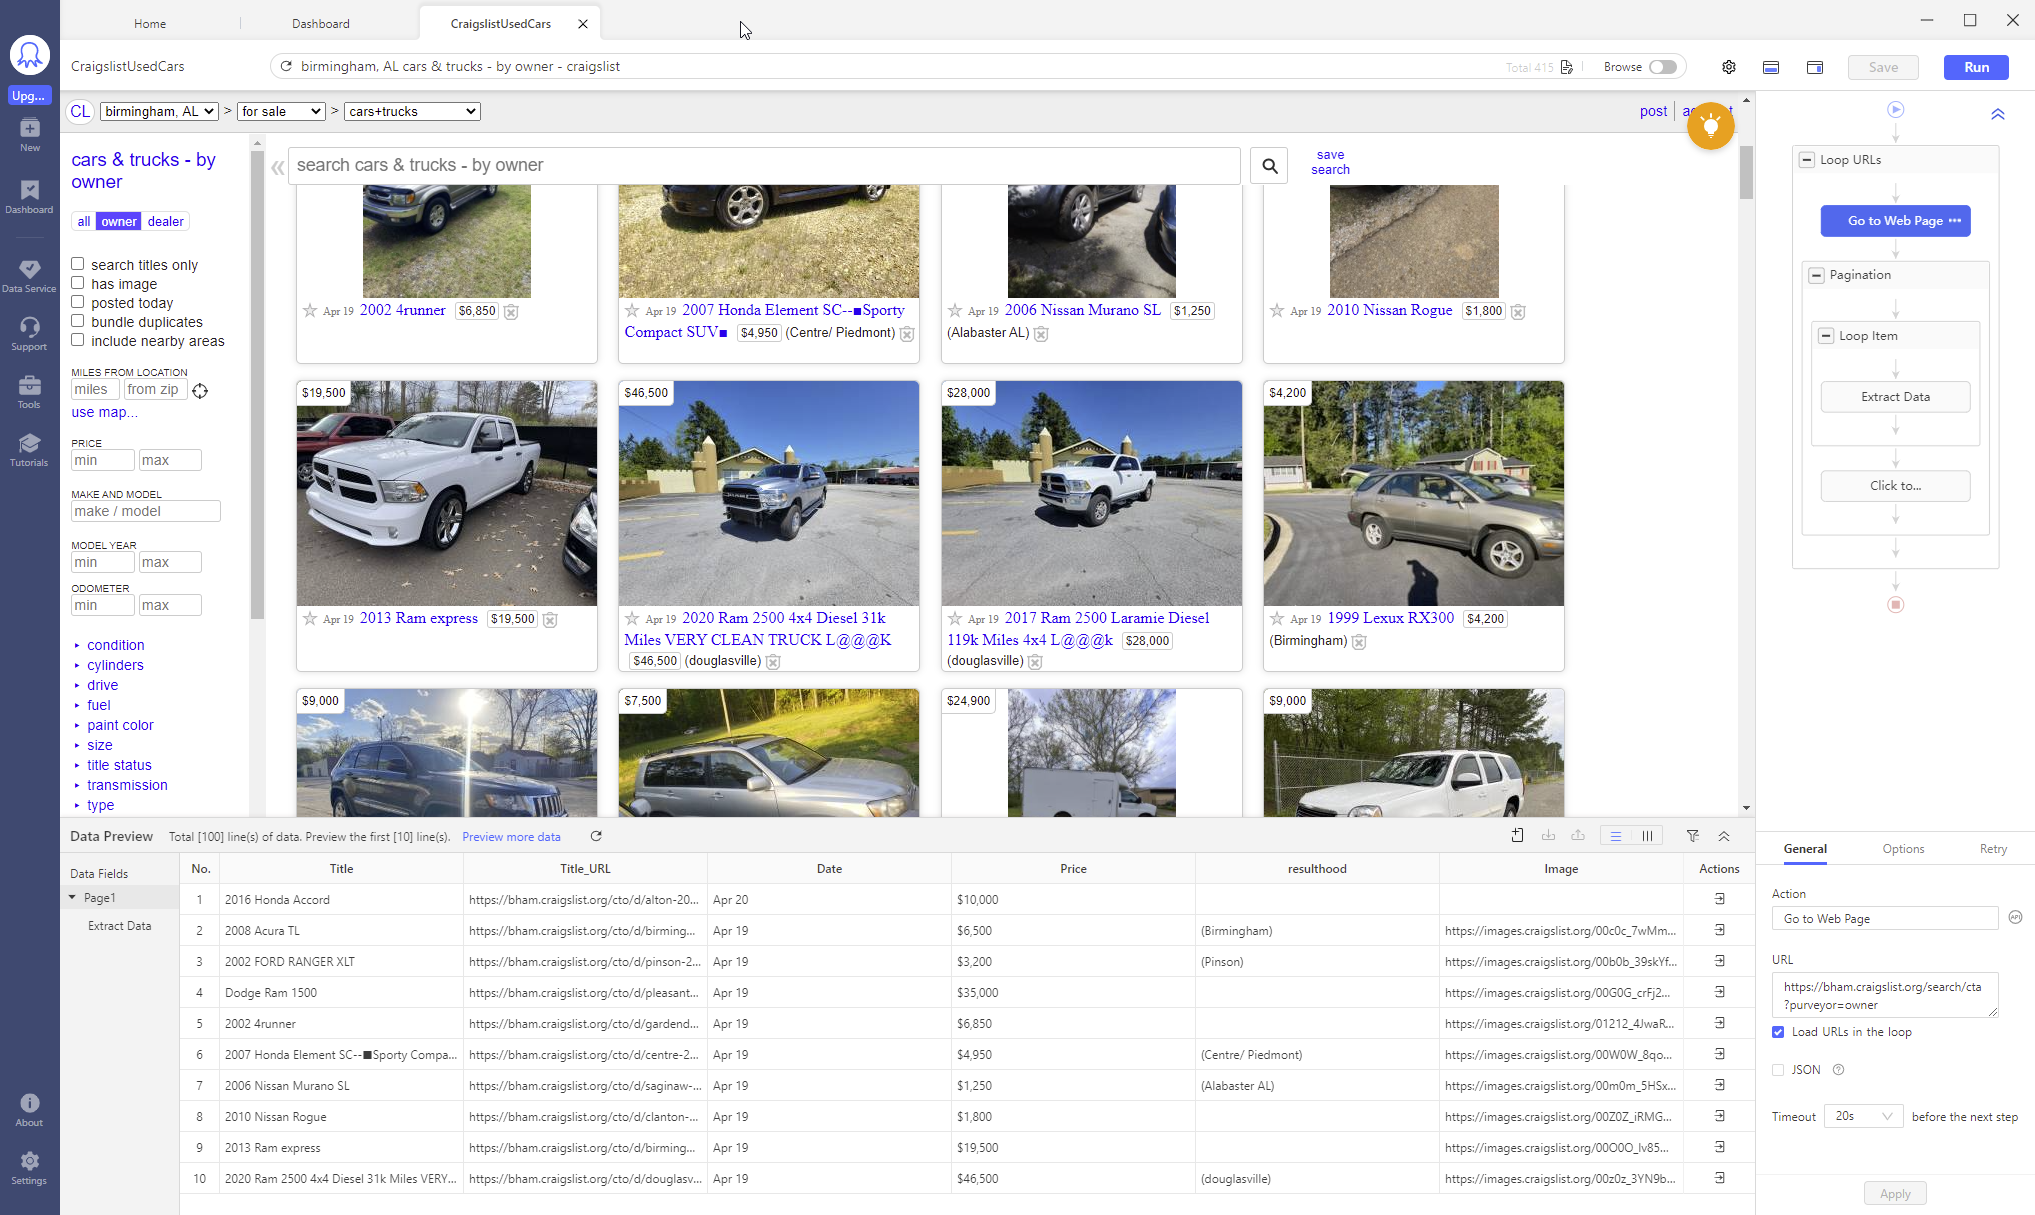 Home
Dashboard
CraigslistUsedCars
CraigslistUsedCars
birmingham, AL cars & trucks - by owner - craigslist
Total 415
Browse
Save
Run
Upg...
New
Dashboard
Data Service
Support
Tools
Tutorials
About
Settings
CL
birmingham, AL > for sale > cars+trucks
post
cars & trucks - by
owner
all owner dealer
search titles only
has image
posted today
bundle duplicates
include nearby areas
MILES FROM LOCATION
miles from zip
use map...
PRICE
min max
MAKE AND MODEL
make / model
MODEL YEAR
min max
ODOMETER
min max
condition
cylinders
drive
fuel
paint color
size
title status
transmission
type
search cars & trucks - by owner
save
search
Apr 19 2002 4runner $6,850
Apr 19 2007 Honda Element SC--■Sporty
Compact SUV■ $4,950 (Centre/ Piedmont)
Apr 19 2006 Nissan Murano SL $1,250
(Alabaster AL)
Apr 19 2010 Nissan Rogue $1,800
$19,500
Apr 19 2013 Ram express $19,500
$46,500
Apr 19 2020 Ram 2500 4x4 Diesel 31k
Miles VERY CLEAN TRUCK L@@@K
$46,500 (douglasville)
$28,000
Apr 19 2017 Ram 2500 Laramie Diesel
119k Miles 4x4 L@@@k $28,000
(douglasville)
$4,200
Apr 19 1999 Lexux RX300 $4,200
(Birmingham)
$9,000
$7,500
$24,900
$9,000
Loop URLs
Go to Web Page •••
Pagination
Loop Item
Extract Data
Click to...
Data Preview Total [100] line(s) of data. Preview the first [10] line(s). Preview more data
Data Fields
Page1
Extract Data
No. Title Title_URL Date Price resulthood Image Actions
1 2016 Honda Accord https://bham.craigslist.org/cto/d/alton-20... Apr 20 $10,000
2 2008 Acura TL https://bham.craigslist.org/cto/d/birming... Apr 19 $6,500 (Birmingham) https://images.craigslist.org/00c0c_7wMm...
3 2002 FORD RANGER XLT https://bham.craigslist.org/cto/d/pinson-2... Apr 19 $3,200 (Pinson) https://images.craigslist.org/00b0b_39skYf...
4 Dodge Ram 1500 https://bham.craigslist.org/cto/d/pleasant... Apr 19 $35,000 https://images.craigslist.org/00G0G_crFj2...
5 2002 4runner https://bham.craigslist.org/cto/d/gardend... Apr 19 $6,850 https://images.craigslist.org/01212_4JwaR...
6 2007 Honda Element SC--■Sporty Compa... https://bham.craigslist.org/cto/d/centre-2... Apr 19 $4,950 (Centre/ Piedmont) https://images.craigslist.org/00W0W_8qo...
7 2006 Nissan Murano SL https://bham.craigslist.org/cto/d/saginaw-... Apr 19 $1,250 (Alabaster AL) https://images.craigslist.org/00m0m_5HSx...
8 2010 Nissan Rogue https://bham.craigslist.org/cto/d/clanton-... Apr 19 $1,800 https://images.craigslist.org/00Z0Z_iRMG...
9 2013 Ram express https://bham.craigslist.org/cto/d/birming... Apr 19 $19,500 https://images.craigslist.org/00O0O_lv85...
10 2020 Ram 2500 4x4 Diesel 31k Miles VERY... https://bham.craigslist.org/cto/d/douglasv... Apr 19 $46,500 (douglasville) https://images.craigslist.org/00z0z_3YN9b...
General Options Retry
Action
Go to Web Page
API
URL
https://bham.craigslist.org/search/cta
?purveyor=owner
Load URLs in the loop
JSON
Timeout 20s before the next step
Apply